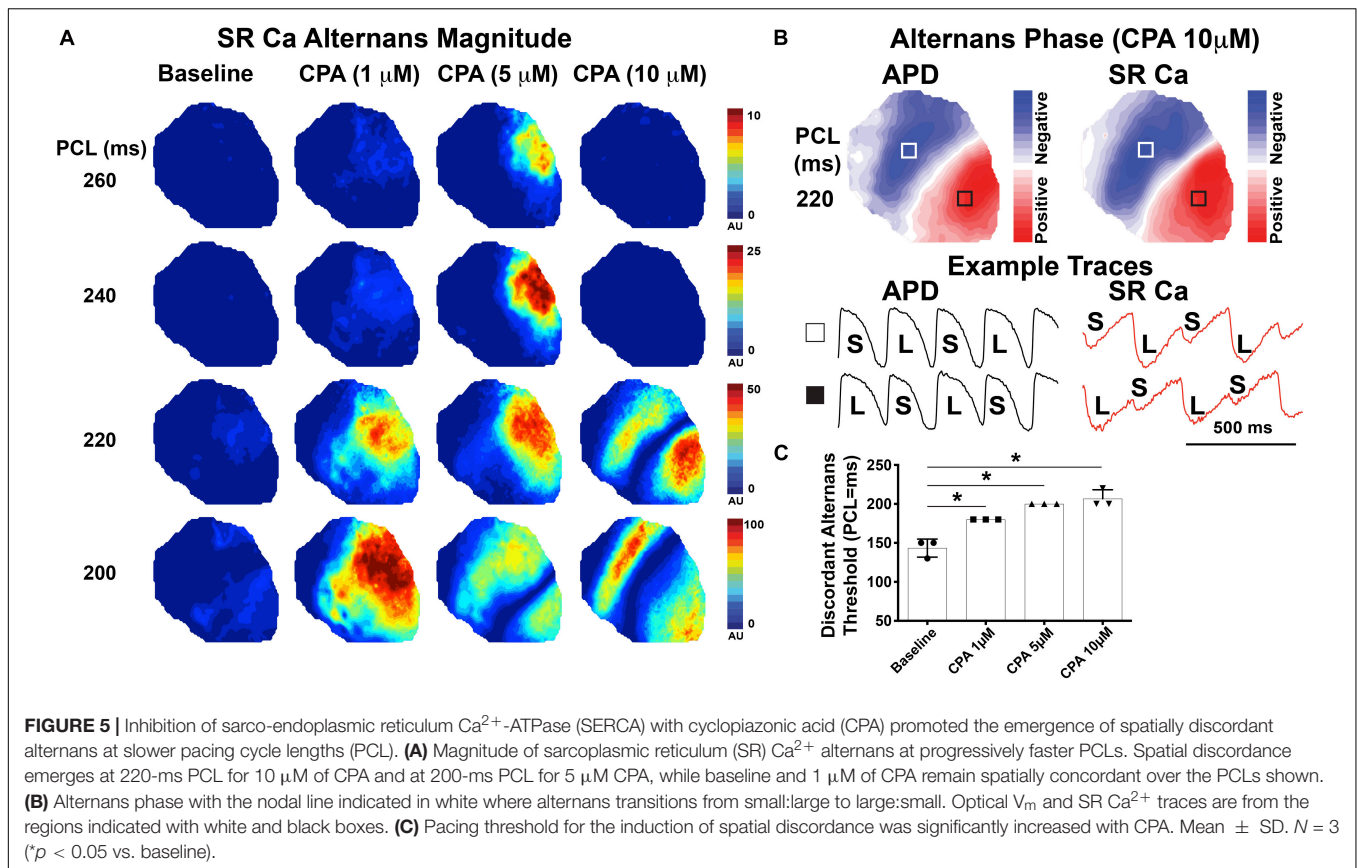 A
SR Ca Alternans Magnitude
Baseline CPA (1 μM) CPA (5 μM) CPA (10 μM)
PCL (ms)
260
10
0
AU
240
25
0
AU
220
50
0
AU
200
100
0
AU
B
Alternans Phase (CPA 10μM)
APD SR Ca
PCL
(ms)
220
Negative
Positive
Negative
Positive
Example Traces
APD SR Ca
S L S L
S L S L
L S L S
L S L S
500 ms
C
Discordant Alternans
Threshold (PCL=ms)
250
200
150
100
50
* * *
Baseline
CPA 1μM
CPA 5μM
CPA 10μM
FIGURE 5 | Inhibition of sarco-endoplasmic reticulum Ca2+-ATPase (SERCA) with cyclopiazonic acid (CPA) promoted the emergence of spatially discordant
alternans at slower pacing cycle lengths (PCL). (A) Magnitude of sarcoplasmic reticulum (SR) Ca2+ alternans at progressively faster PCLs. Spatial discordance
emerges at 220-ms PCL for 10 μM of CPA and at 200-ms PCL for 5 μM CPA, while baseline and 1 μM of CPA remain spatially concordant over the PCLs shown.
(B) Alternans phase with the nodal line indicated in white where alternans transitions from small:large to large:small. Optical Vm and SR Ca2+ traces are from the
regions indicated with white and black boxes. (C) Pacing threshold for the induction of spatial discordance was significantly increased with CPA. Mean ± SD. N = 3
(*p < 0.05 vs. baseline).